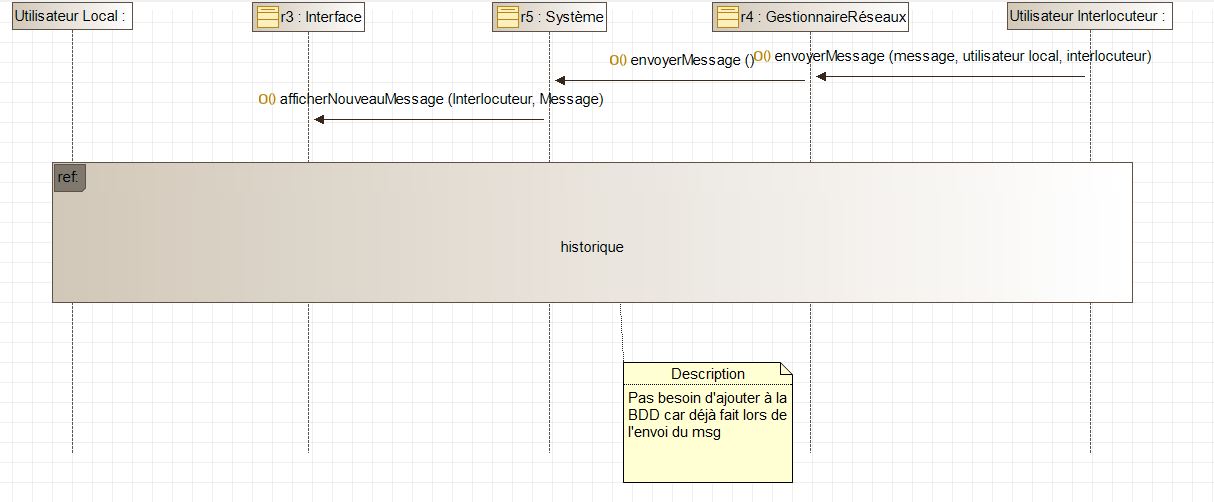 Utilisateur Local :
r3 : Interface
r5 : Système
r4 : GestionnaireRéseaux
Utilisateur Interlocuteur :
O() envoyerMessage ()
O() envoyerMessage (message, utilisateur local, interlocuteur)
O() afficherNouveauMessage (Interlocuteur, Message)
ref:
historique
Description
Pas besoin d'ajouter à la
BDD car déjà fait lors de
l'envoi du msg